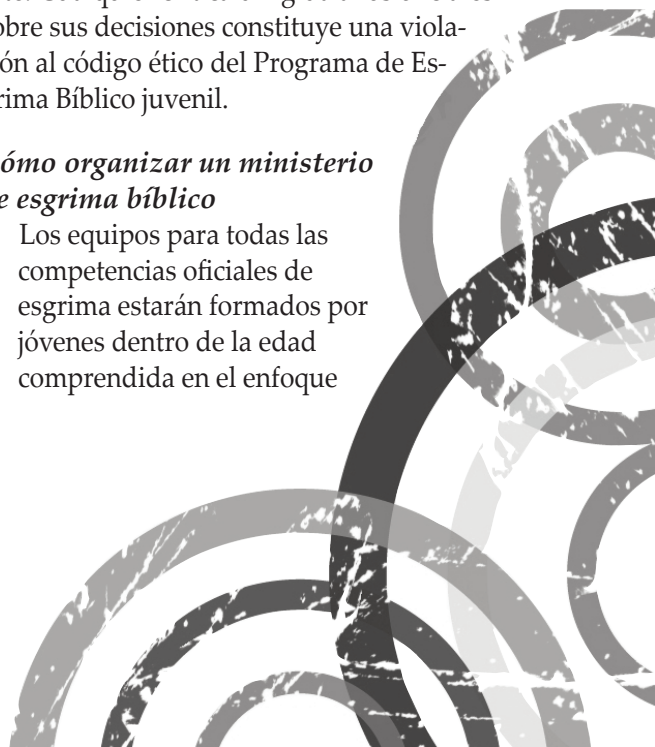 obre sus decisiones constituye una viola-
ón al código ético del Programa de Es-
rima Bíblico juvenil.
ómo organizar un ministerio
e esgrima bíblico
Los equipos para todas las
competencias oficiales de
esgrima estarán formados por
jóvenes dentro de la edad
comprendida en el enfoque